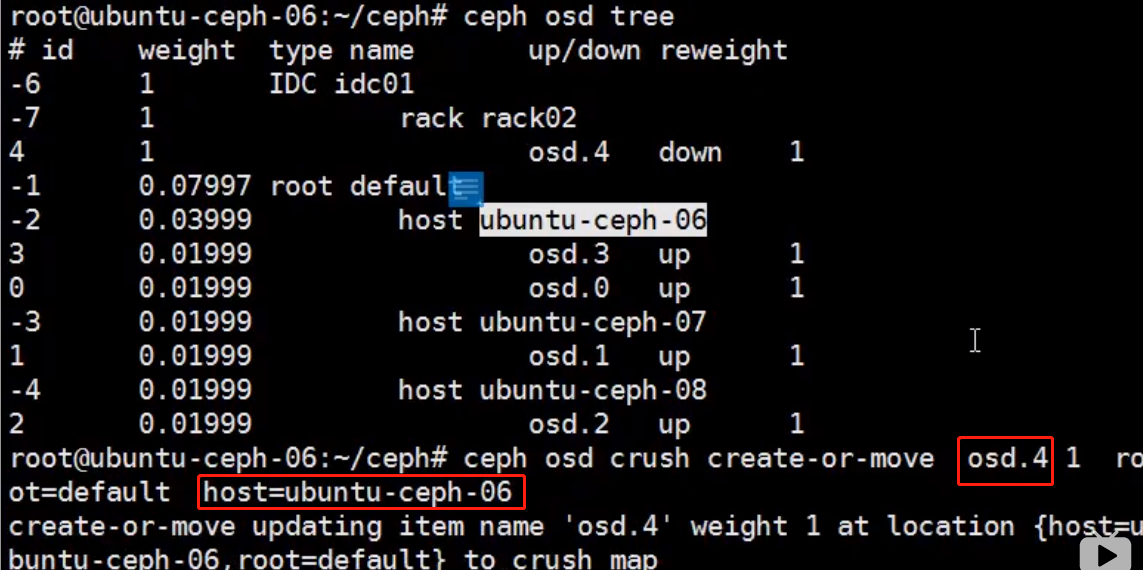 root@ubuntu-ceph-06:~/ceph# ceph osd tree
# id weight type name up/down reweight
-6 1 IDC idc01
-7 1 rack rack02
4 1 osd.4 down 1
-1 0.07997 root default
-2 0.03999 host ubuntu-ceph-06
3 0.01999 osd.3 up 1
0 0.01999 osd.0 up 1
-3 0.01999 host ubuntu-ceph-07
1 0.01999 osd.1 up 1
-4 0.01999 host ubuntu-ceph-08
2 0.01999 osd.2 up 1
root@ubuntu-ceph-06:~/ceph# ceph osd crush create-or-move osd.4 1 ro
ot=default host=ubuntu-ceph-06
create-or-move updating item name 'osd.4' weight 1 at location {host=u
buntu-ceph-06,root=default} to crush map